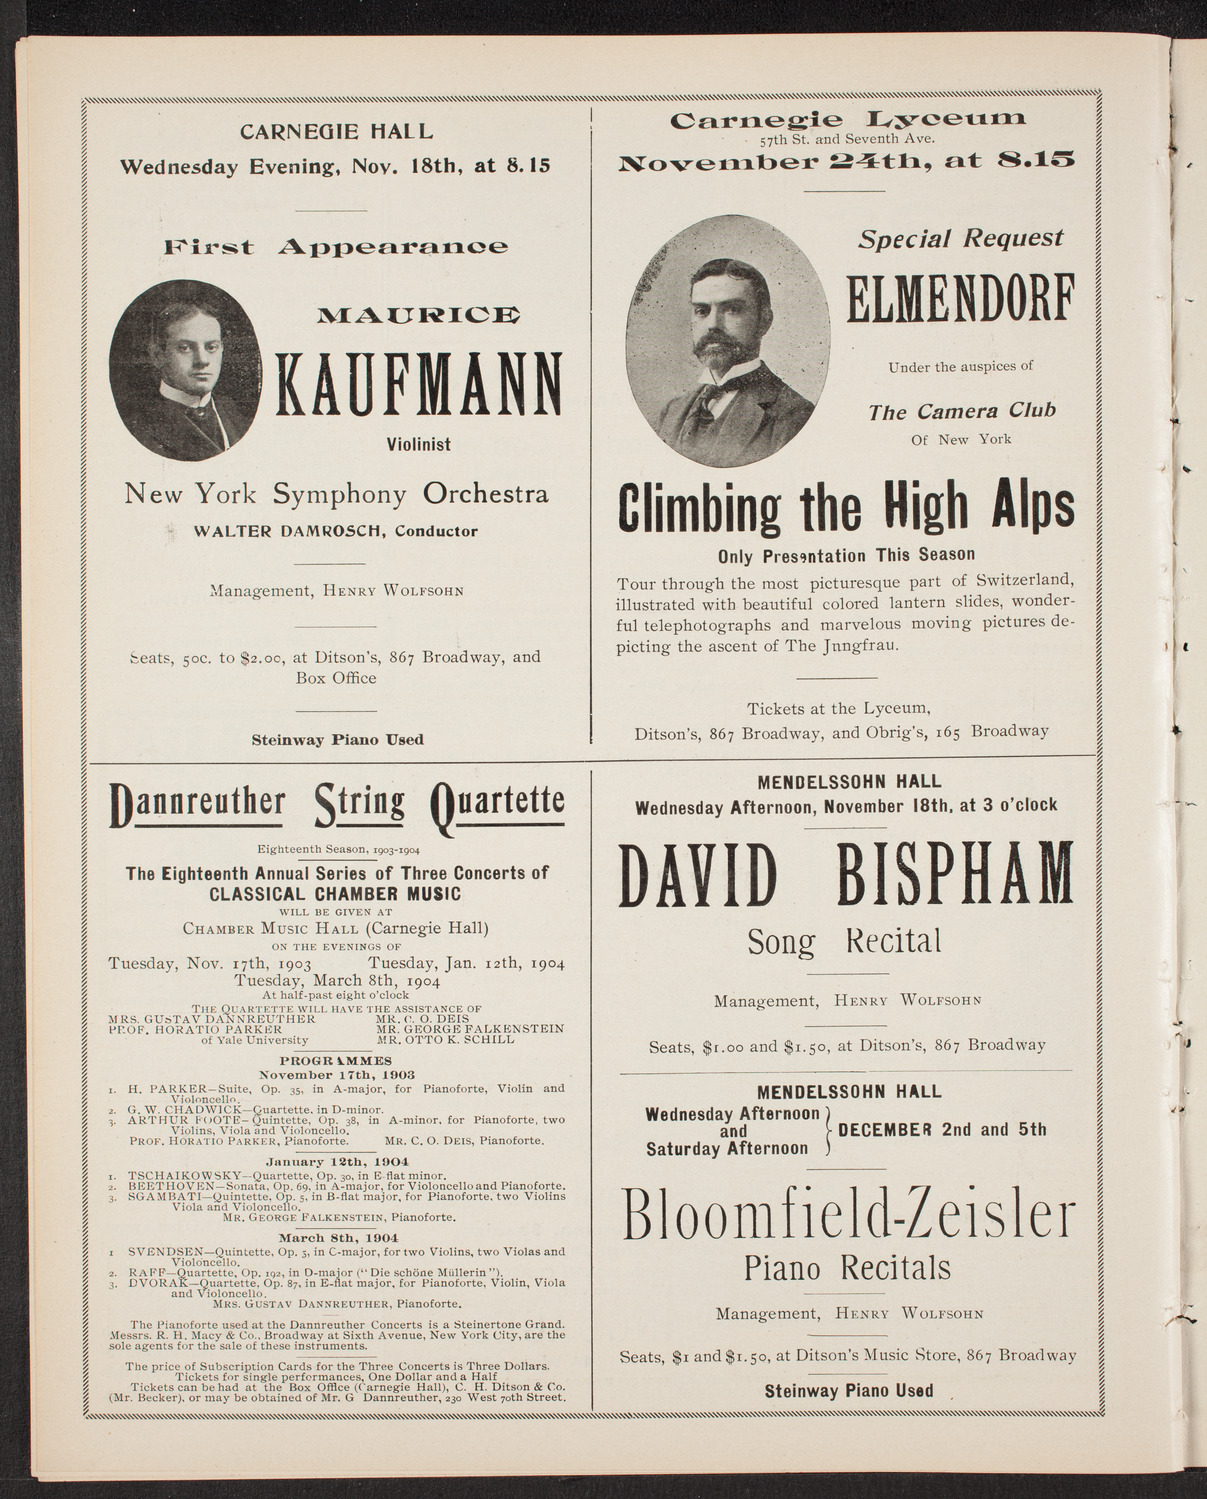 CARNEGIE HALL
Wednesday Evening, Nov. 18th, at 8.15
First Appearance
MAURICE
KAUFMANN
Violinist
New York Symphony Orchestra
WALTER DAMROSCH, Conductor
Management, HENRY WOLFSOHN
Seats, 50c. to $2.00, at Ditson's, 867 Broadway, and
Box Office
Steinway Piano Used
Carnegie Lyceum
57th St. and Seventh Ave.
November 24th, at 8.15
Special Request
ELMENDORF
Under the auspices of
The Camera Club
Of New York
Climbing the High Alps
Only Presentation This Season
Tour through the most picturesque part of Switzerland,
illustrated with beautiful colored lantern slides, wonder-
ful telephotographs and marvelous moving pictures de-
picting the ascent of The Jnngfrau.
Tickets at the Lyceum,
Ditson's, 867 Broadway, and Obrig's, 165 Broadway
Dannreuther String Quartette
Eighteenth Season, 1903-1904
The Eighteenth Annual Series of Three Concerts of
CLASSICAL CHAMBER MUSIC
WILL BE GIVEN AT
CHAMBER MUSIC HALL (Carnegie Hall)
ON THE EVENINGS OF
Tuesday, Nov. 17th, 1903 Tuesday, Jan. 12th, 1904
Tuesday, March 8th, 1904
At half-past eight o'clock
THE QUARTETTE WILL HAVE THE ASSISTANCE OF
MRS. GUSTAV DANNREUTHER MR. C. O. DEIS
PROF. HORATIO PARKER MR. GEORGE FALKENSTEIN
of Yale University MR. OTTO K. SCHILL
PROGRAMMES
November 17th, 1903
1. H. PARKER—Suite, Op. 35, in A-major, for Pianoforte, Violin and
Violoncello.
2. G. W. CHADWICK—Quartette. in D-minor.
3. ARTHUR FOOTE—Quintette, Op. 38, in A-minor, for Pianoforte, two
Violins, Viola and Violoncello.
PROF. HORATIO PARKER, Pianoforte. MR. C. O. DEIS, Pianoforte.
January 12th, 1904
1. TSCHAIKOWSKY—Quartette, Op. 30, in E-flat minor.
2. BEETHOVEN—Sonata, Op. 69, in A-major, for Violoncello and Pianoforte.
3. SGAMBATI—Quintette, Op. 5, in B-flat major, for Pianoforte, two Violins
Viola and Violoncello.
MR. GEORGE FALKENSTEIN, Pianoforte.
March 8th, 1904
1 SVENDSEN—Quintette, Op. 5, in C-major, for two Violins, two Violas and
Violoncello.
2. RAFF—Quartette, Op. 192, in D-major ("Die schöne Müllerin").
3. DVORAK—Quartette, Op. 87, in E-flat major, for Pianoforte, Violin, Viola
and Violoncello.
MRS. GUSTAV DANNREUTHER, Pianoforte.
The Pianoforte used at the Dannreuther Concerts is a Steinertone Grand.
Messrs. R. H. Macy & Co., Broadway at Sixth Avenue, New York City, are the
sole agents for the sale of these instruments.
The price of Subscription Cards for the Three Concerts is Three Dollars.
Tickets for single performances, One Dollar and a Half
Tickets can be had at the Box Office (Carnegie Hall), C. H. Ditson & Co.
(Mr. Becker), or may be obtained of Mr. G Dannreuther, 230 West 70th Street.
MENDELSSOHN HALL
Wednesday Afternoon, November 18th, at 3 o'clock
DAVID BISPHAM
Song Recital
Management, HENRY WOLFSOHN
Seats, $1.00 and $1.50, at Ditson's, 867 Broadway
MENDELSSOHN HALL
Wednesday Afternoon
and
Saturday Afternoon
DECEMBER 2nd and 5th
Bloomfield-Zeisler
Piano Recitals
Management, HENRY WOLFSOHN
Seats, $1 and $1.50, at Ditson's Music Store, 867 Broadway
Steinway Piano Used